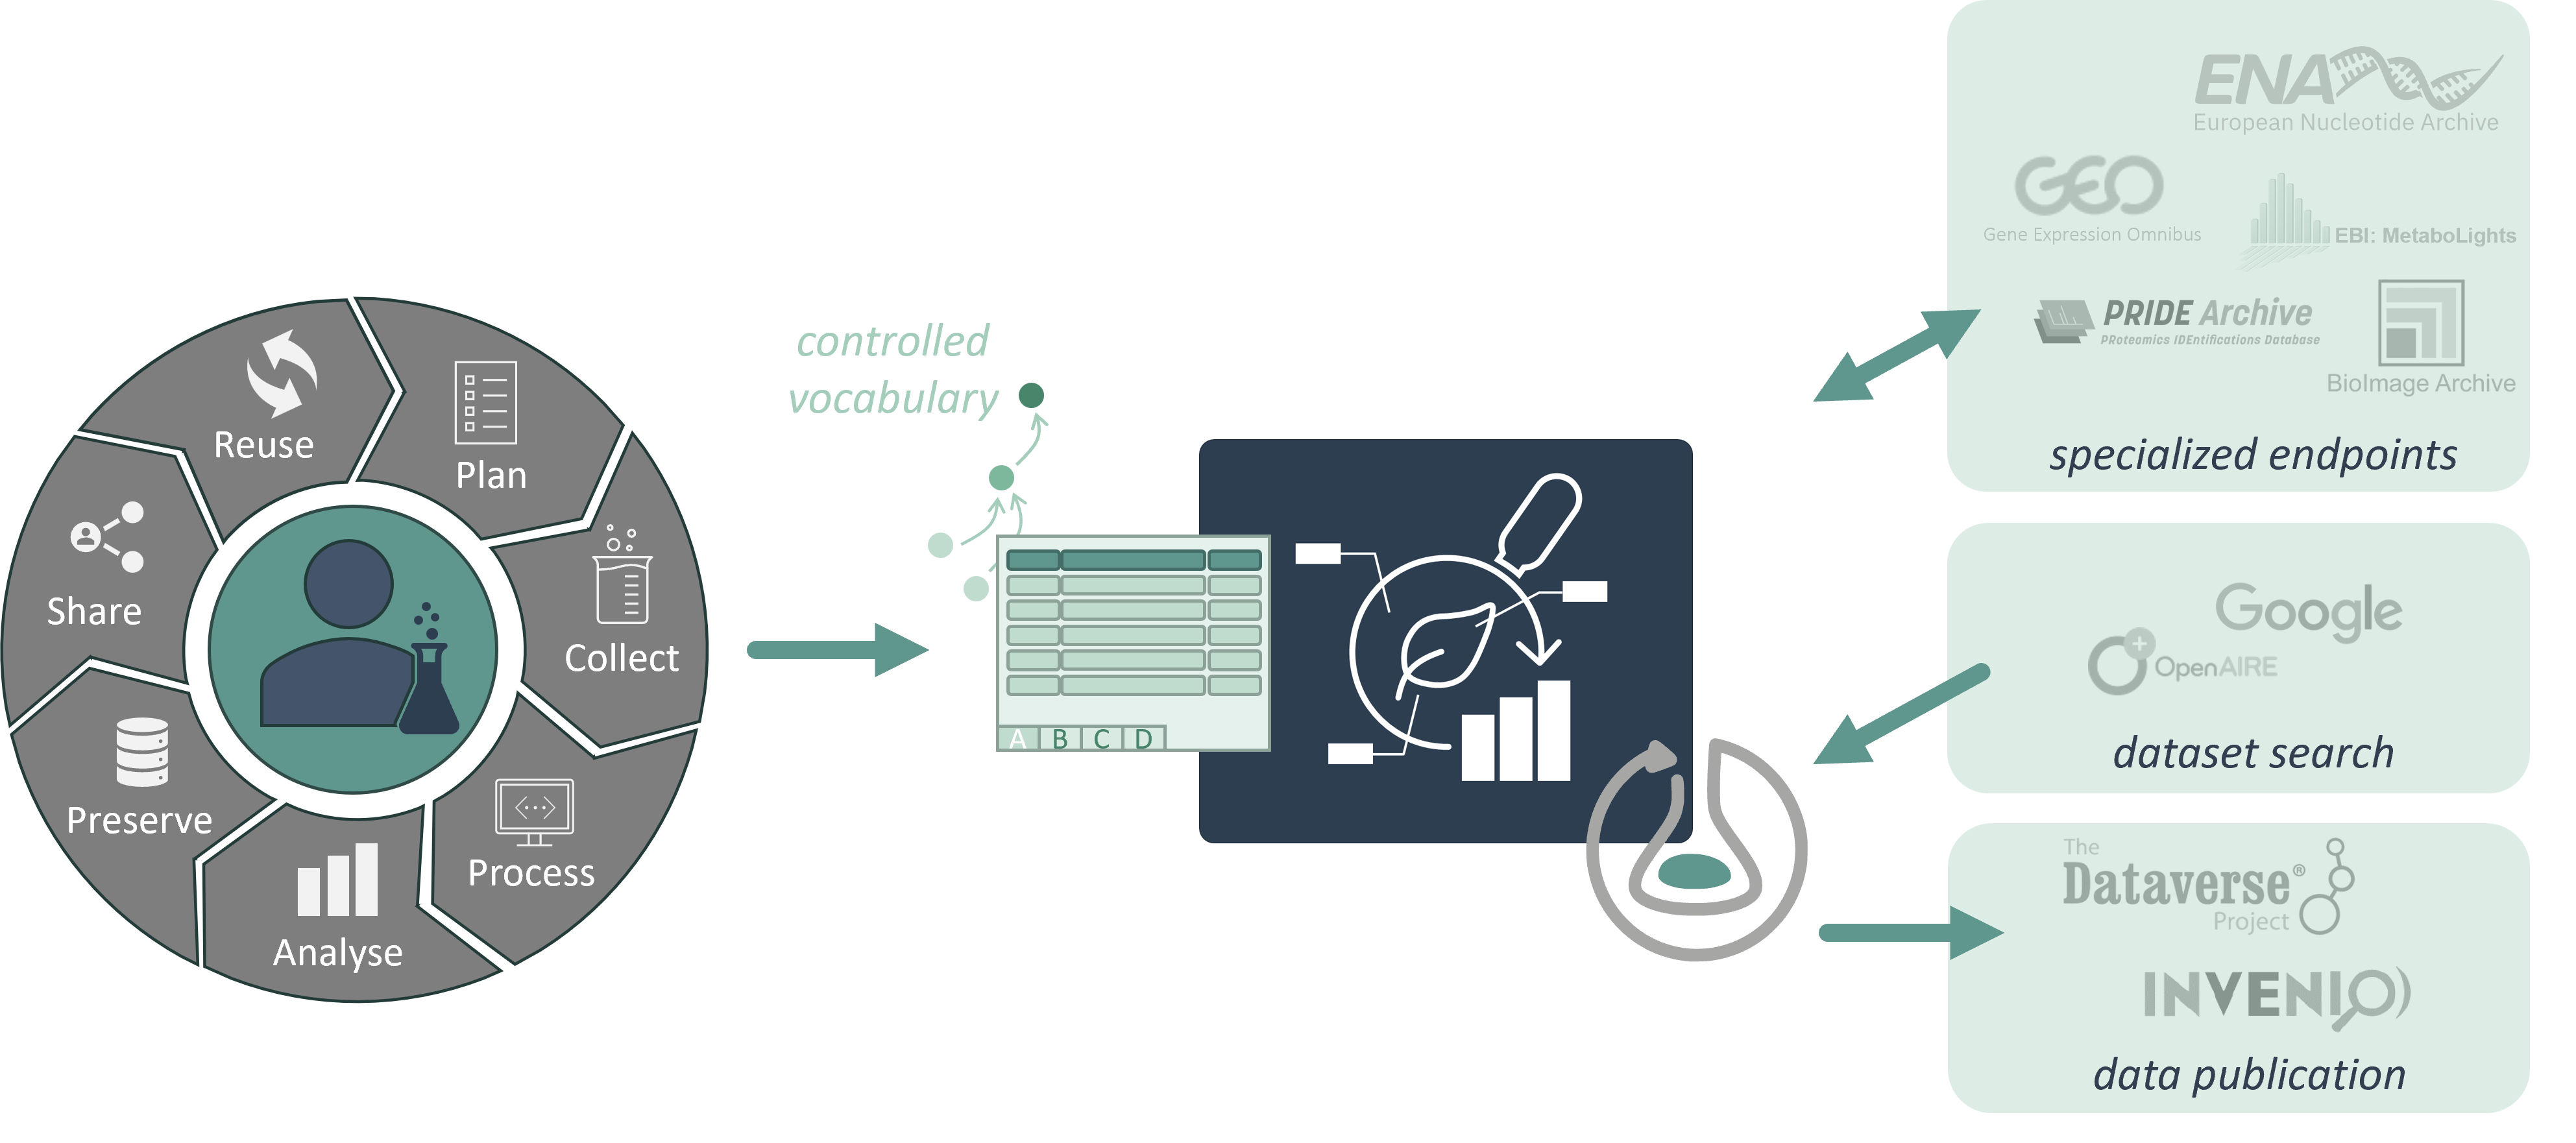 Reuse
Plan
Share
Collect
Preserve
Process
Analyse
controlled
vocabulary
A B C D
ENA
European Nucleotide Archive
GEO
Gene Expression Omnibus
EBI: MetaboLights
PRIDE Archive
PRoteomics IDEntifications Database
BioImage Archive
specialized endpoints
Google
OpenAIRE
dataset search
The
Dataverse®
Project
INVENIO
data publication